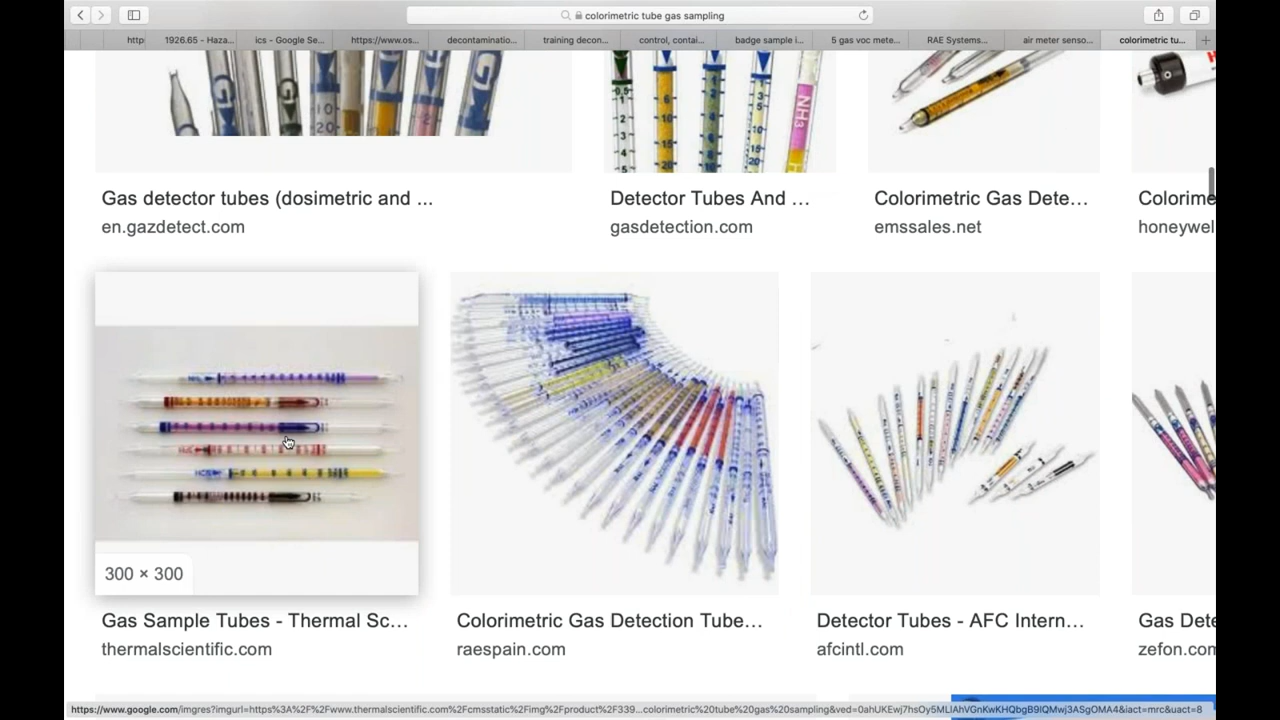 colorimetric tube gas sampling
http
1926.65 - Haza...
ics - Google Se...
https://www.os...
decontaminatio...
training decon...
control, contai...
badge sample i...
5 gas voc mete...
RAE Systems...
air meter senso...
colorimetric tu...
NH3
Gas detector tubes (dosimetric and ...
en.gazdetect.com
Detector Tubes And ...
gasdetection.com
Colorimetric Gas Dete...
emssales.net
Colorime
honeywel
300 × 300
Gas Sample Tubes - Thermal Sc...
thermalscientific.com
Colorimetric Gas Detection Tube...
raespain.com
Detector Tubes - AFC Intern...
afcintl.com
Gas Dete
zefon.com
https://www.google.com/imgres?imgurl=https%3A%2F%2Fwww.thermalscientific.com%2Fcmsstatic%2Fimg%2Fproduct%2F339...colorimetric%20tube%20gas%20sampling&ved=0ahUKEwj7hsOy5MLlAhVGnKwKHQbgB9IQMwj3ASgOMA4&iact=mrc&uact=8